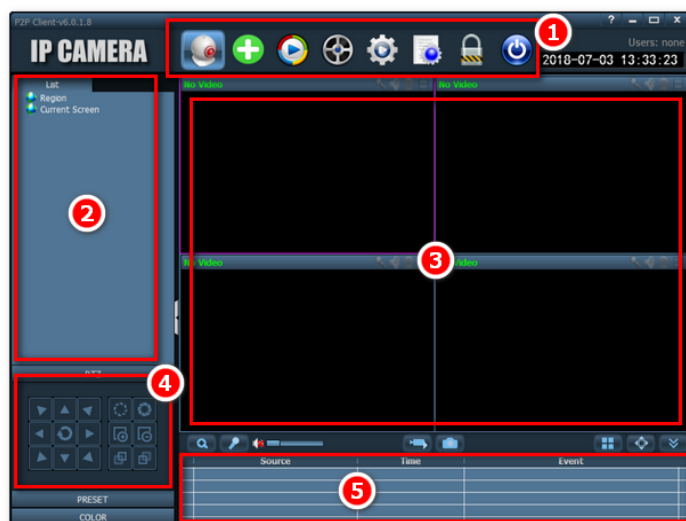 P2P Client-v6.0.1.8
?
IP CAMERA
1
Users: none
2018-07-03 13:33:23
List
Region
Current Screen
No Video
No Video
2
3
No Video
Video
PTZ
4
Source Time Event
5
PRESET
COLOR